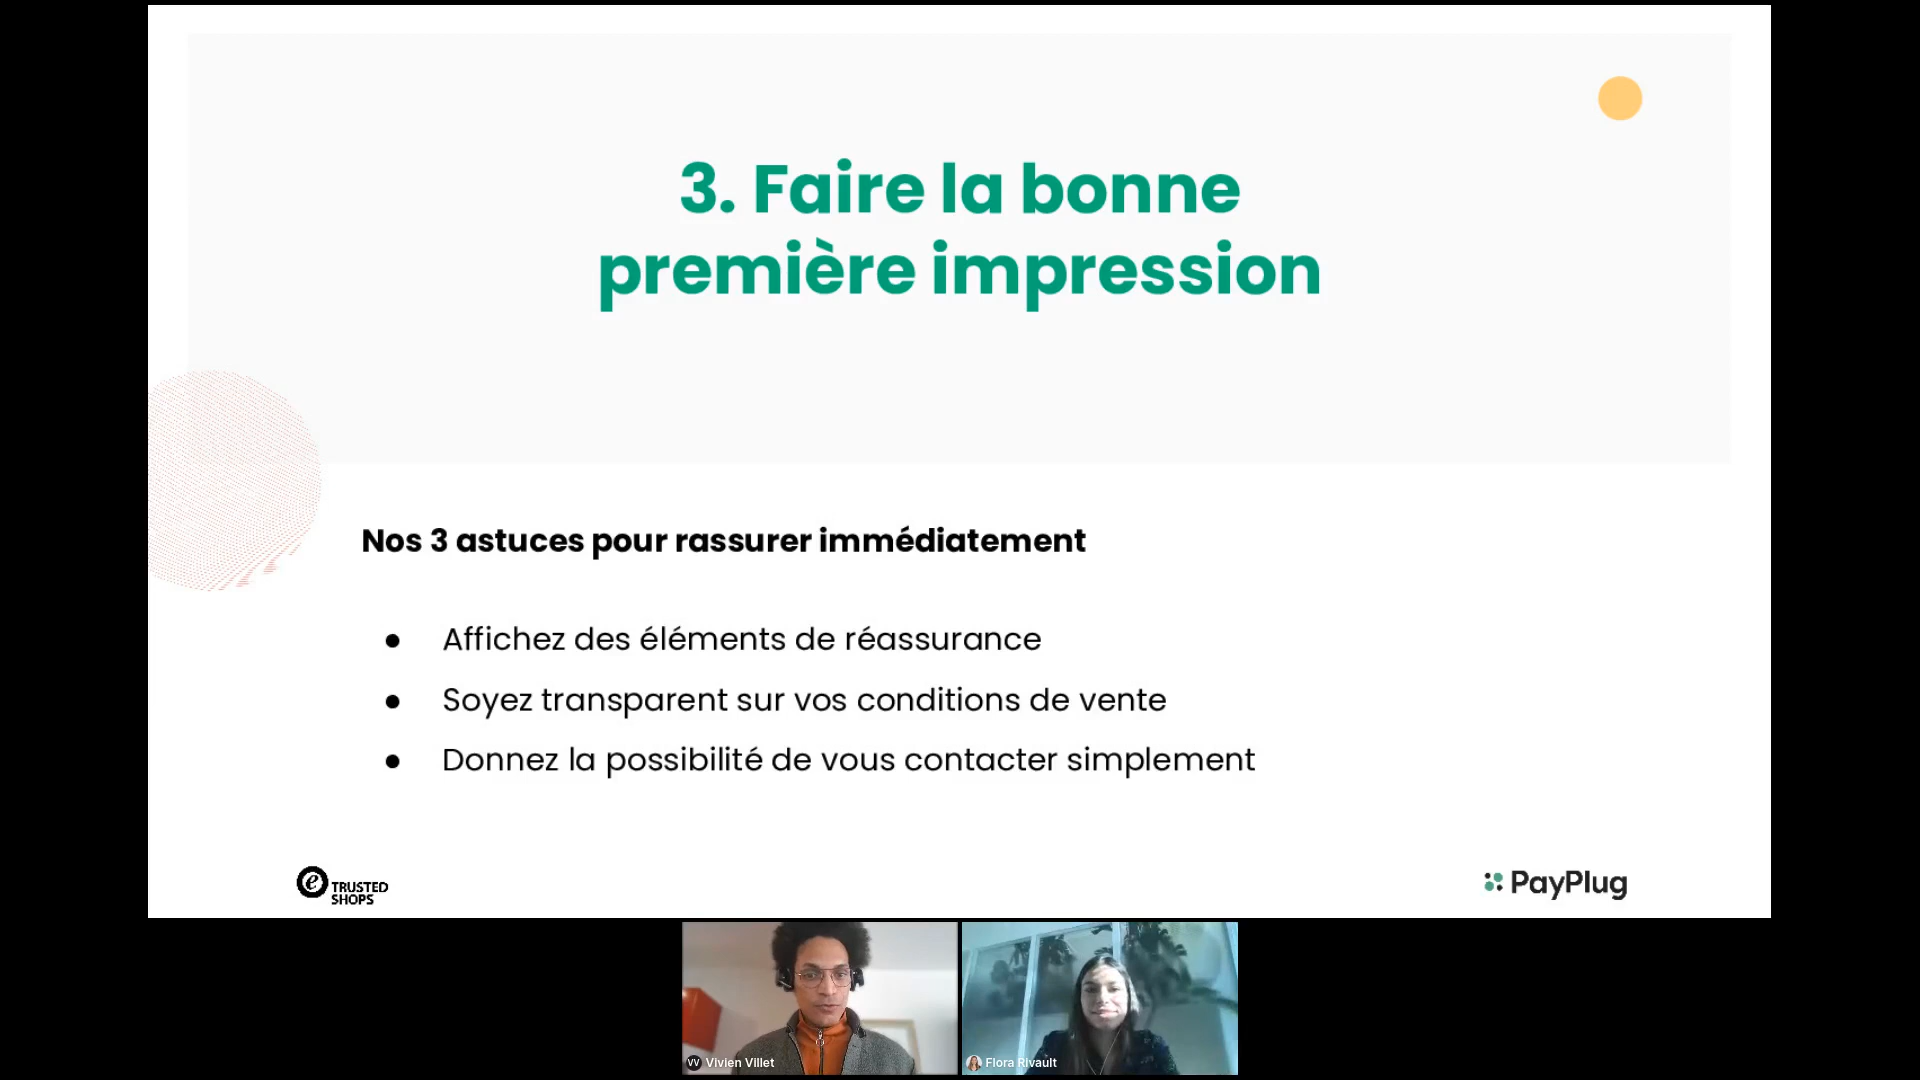 3. Faire la bonne
première impression
Nos 3 astuces pour rassurer immédiatement
● Affichez des éléments de réassurance
● Soyez transparent sur vos conditions de vente
● Donnez la possibilité de vous contacter simplement
e TRUSTED
SHOPS
PayPlug
VV Vivien Villet
Flora Rivault